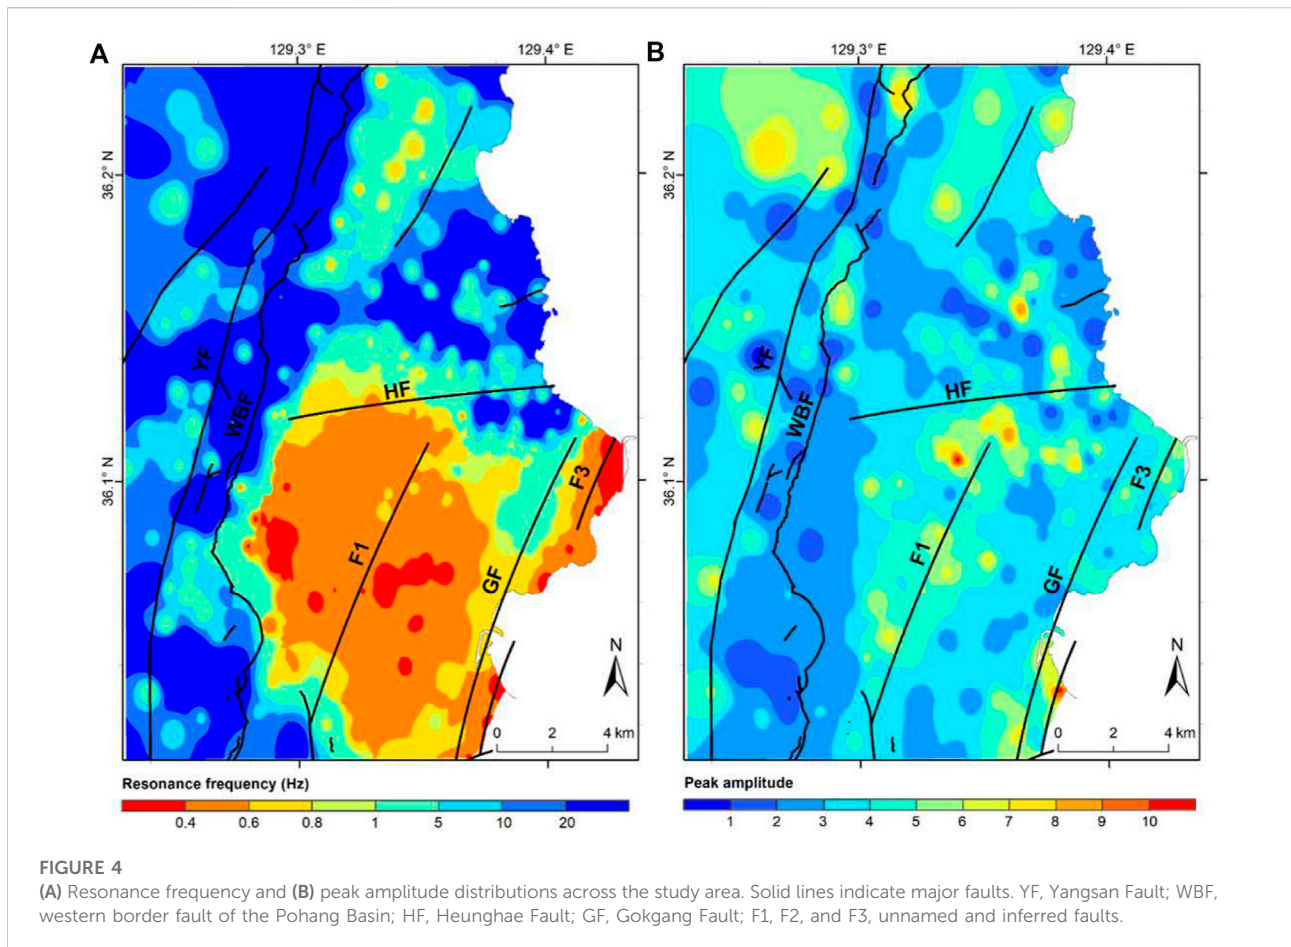 A
129.3° E
129.4° E
36.2° N
36.1° N
YF
WBF
HF
F1
GF
F3
N
0 2 4 km
Resonance frequency (Hz)
0.4 0.6 0.8 1 5 10 20
B
129.3° E
129.4° E
36.2° N
36.1° N
YF
WBF
HF
F1
GF
F3
N
0 2 4 km
Peak amplitude
1 2 3 4 5 6 7 8 9 10
FIGURE 4
(A) Resonance frequency and (B) peak amplitude distributions across the study area. Solid lines indicate major faults. YF, Yangsan Fault; WBF,
western border fault of the Pohang Basin; HF, Heunghae Fault; GF, Gokgang Fault; F1, F2, and F3, unnamed and inferred faults.